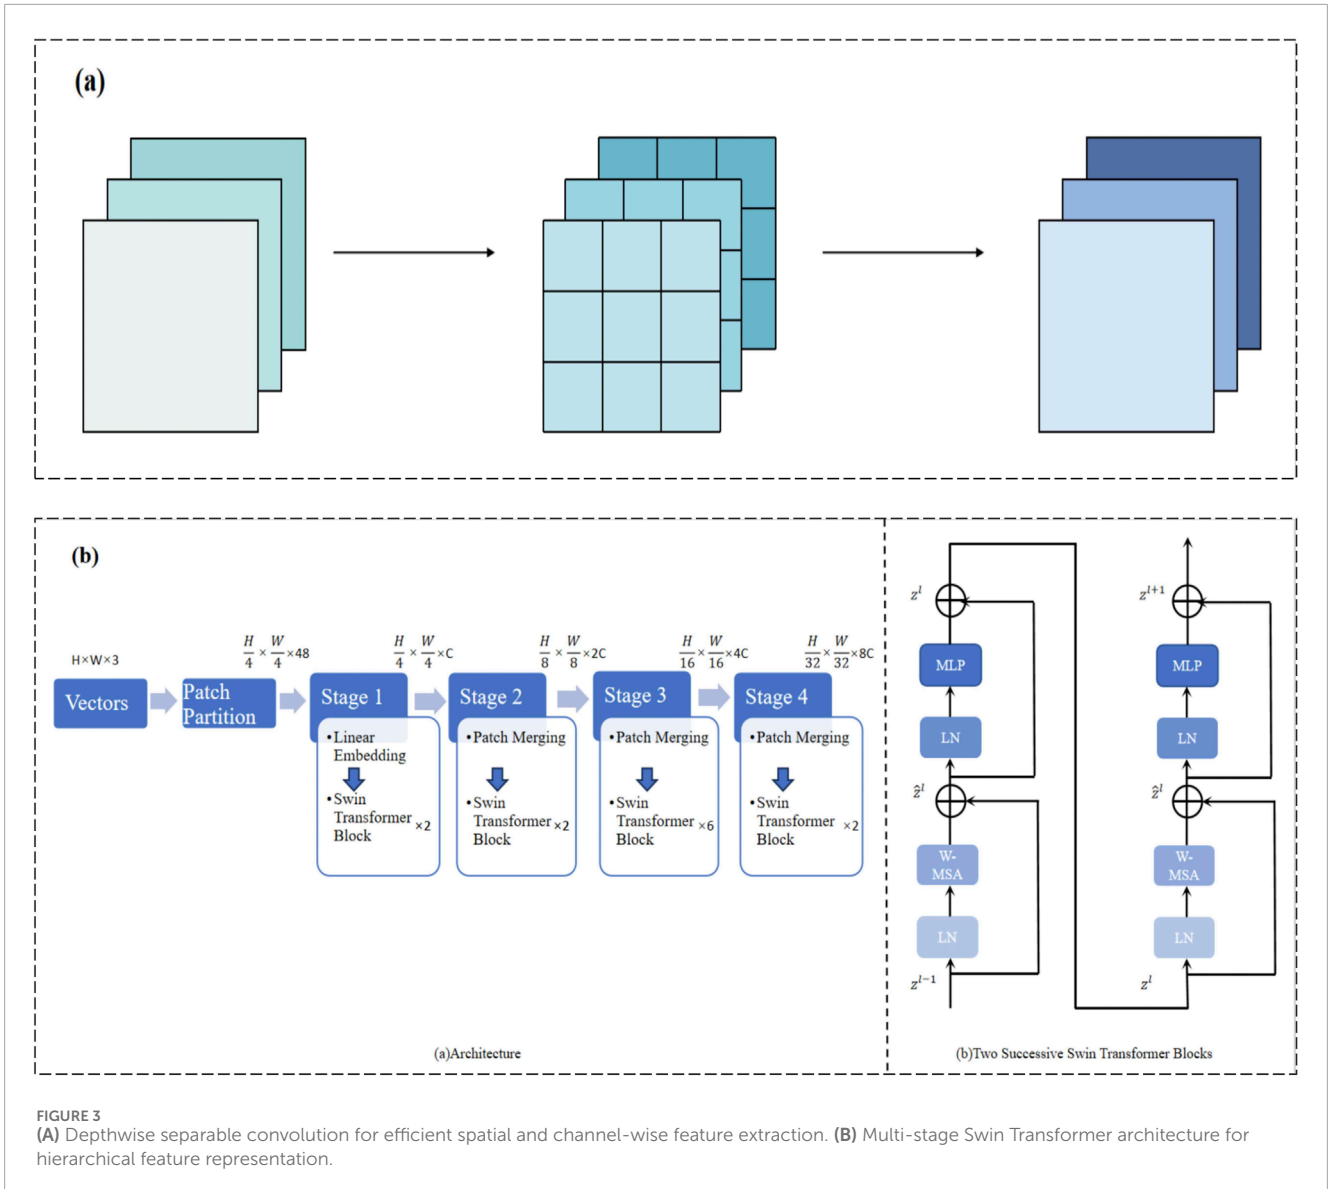 (a)
(b)
H×W×3
H/4 × W/4 ×48
H/4 × W/4 ×C
H/8 × W/8 ×2C
H/16 × W/16 ×4C
H/32 × W/32 ×8C
Vectors
Patch
Partition
Stage 1
Stage 2
Stage 3
Stage 4
•Linear
Embedding
•Swin
Transformer ×2
Block
•Patch Merging
•Swin
Transformer ×2
Block
•Patch Merging
•Swin
Transformer ×6
Block
•Patch Merging
•Swin
Transformer ×2
Block
(a)Architecture
z^l
MLP
LN
ẑ^l
W-
MSA
LN
z^{l−1}
z^{l+1}
MLP
LN
ẑ^l
W-
MSA
LN
z^l
(b)Two Successive Swin Transformer Blocks
FIGURE 3
(A) Depthwise separable convolution for efficient spatial and channel-wise feature extraction. (B) Multi-stage Swin Transformer architecture for
hierarchical feature representation.